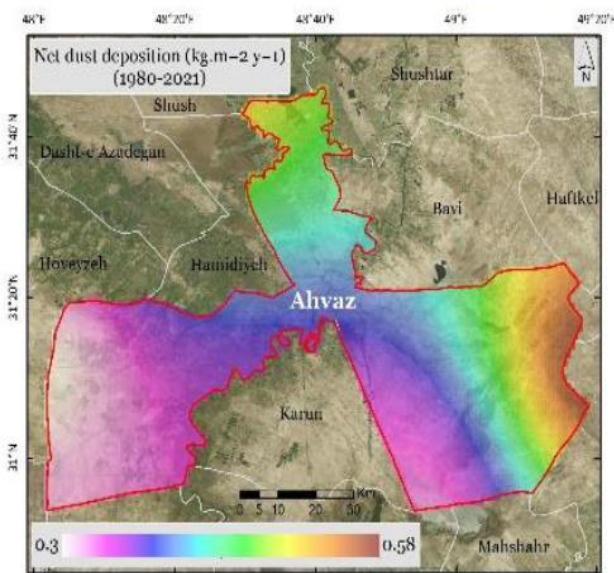 48°E 48°20'E 48°40'E 49°E 49°20'E
Net dust deposition (kg.m−2 y−1)
(1980-2021)
N
Shushtar
Shush
31°40'N
Dasht-e Azadegan
Haftkel
Bavi
Hoveyzeh
Hamidiyeh
31°20'N
Ahvaz
Karun
31°N
Km
0 5 10 20 30
0.3
0.58
Mahshahr